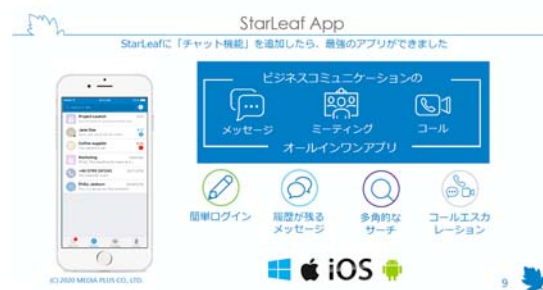 StarLeaf App
StarLeafに「チャット機能」を追加したら、最強のアプリができました
ビジネスコミュニケーションの
メッセージ
ミーティング
コール
オールインワンアプリ
Project Launch
Jane Doe
Coffee supplier
Marketing
Philip Jackson
簡単ログイン
履歴が残る
メッセージ
多角的な
サーチ
コールエスカ
レーション
iOS
(C) 2020 MEDIA PLUS CO., LTD.
9